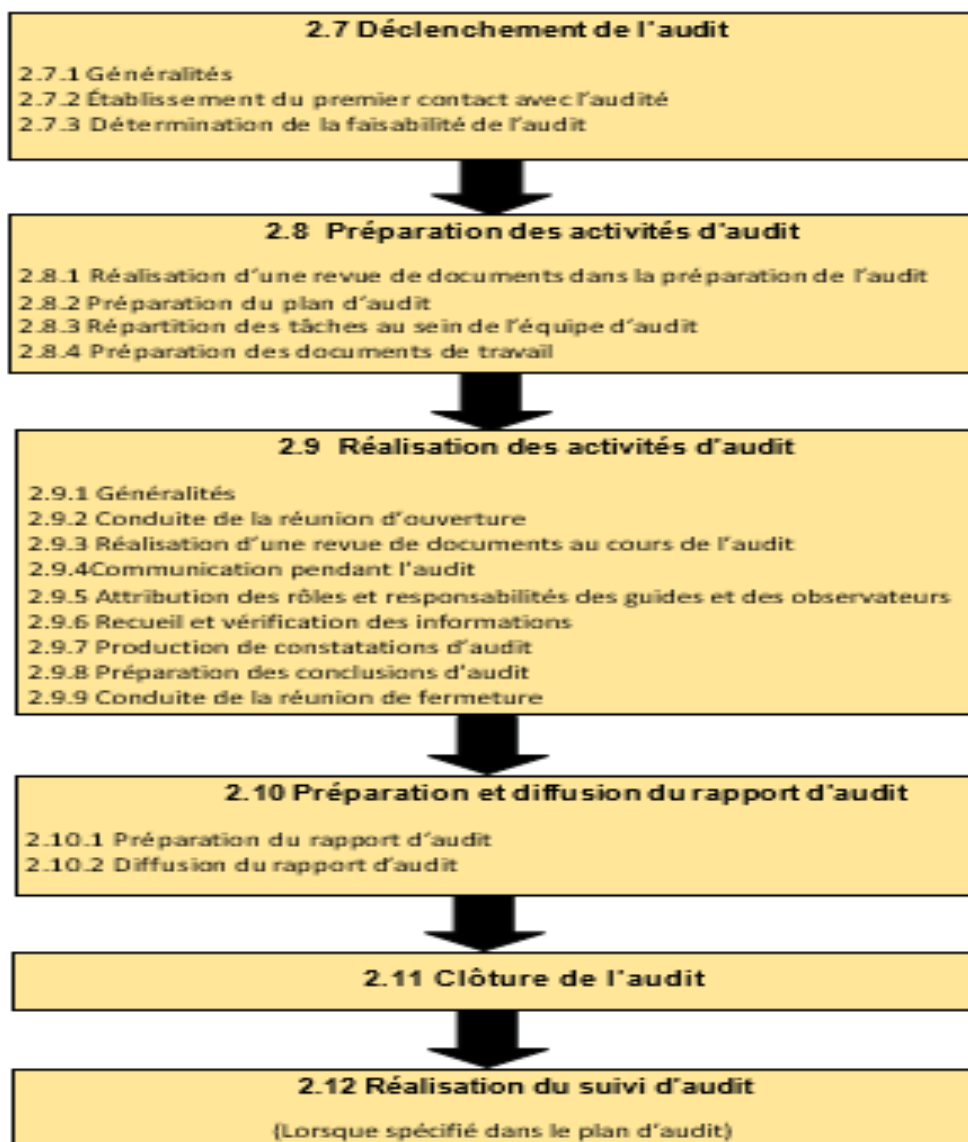 2.7 Déclenchement de l'audit
2.7.1 Généralités
2.7.2 Établissement du premier contact avec l'audité
2.7.3 Détermination de la faisabilité de l'audit
2.8 Préparation des activités d'audit
2.8.1 Réalisation d'une revue de documents dans la préparation de l'audit
2.8.2 Préparation du plan d'audit
2.8.3 Répartition des tâches au sein de l'équipe d'audit
2.8.4 Préparation des documents de travail
2.9 Réalisation des activités d'audit
2.9.1 Généralités
2.9.2 Conduite de la réunion d'ouverture
2.9.3 Réalisation d'une revue de documents au cours de l'audit
2.9.4Communication pendant l'audit
2.9.5 Attribution des rôles et responsabilités des guides et des observateurs
2.9.6 Recueil et vérification des informations
2.9.7 Production de constatations d'audit
2.9.8 Préparation des conclusions d'audit
2.9.9 Conduite de la réunion de fermeture
2.10 Préparation et diffusion du rapport d'audit
2.10.1 Préparation du rapport d'audit
2.10.2 Diffusion du rapport d'audit
2.11 Clôture de l'audit
2.12 Réalisation du suivi d'audit
(Lorsque spécifié dans le plan d'audit)